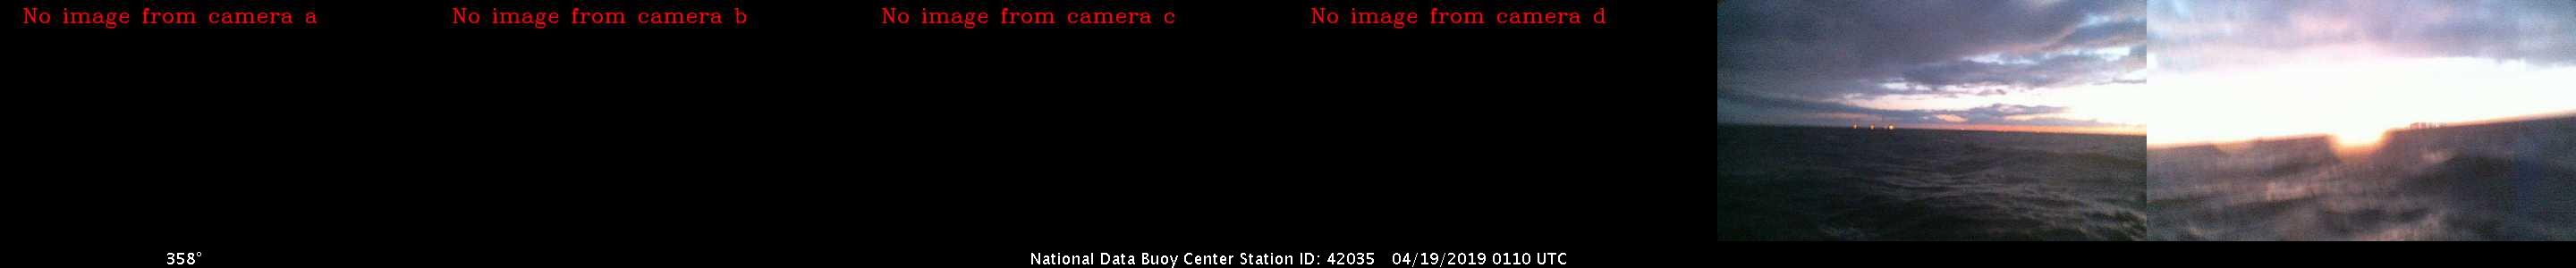 No image from camera a
No image from camera b
No image from camera c
No image from camera d
358°
National Data Buoy Center Station ID: 42035 04/19/2019 0110 UTC